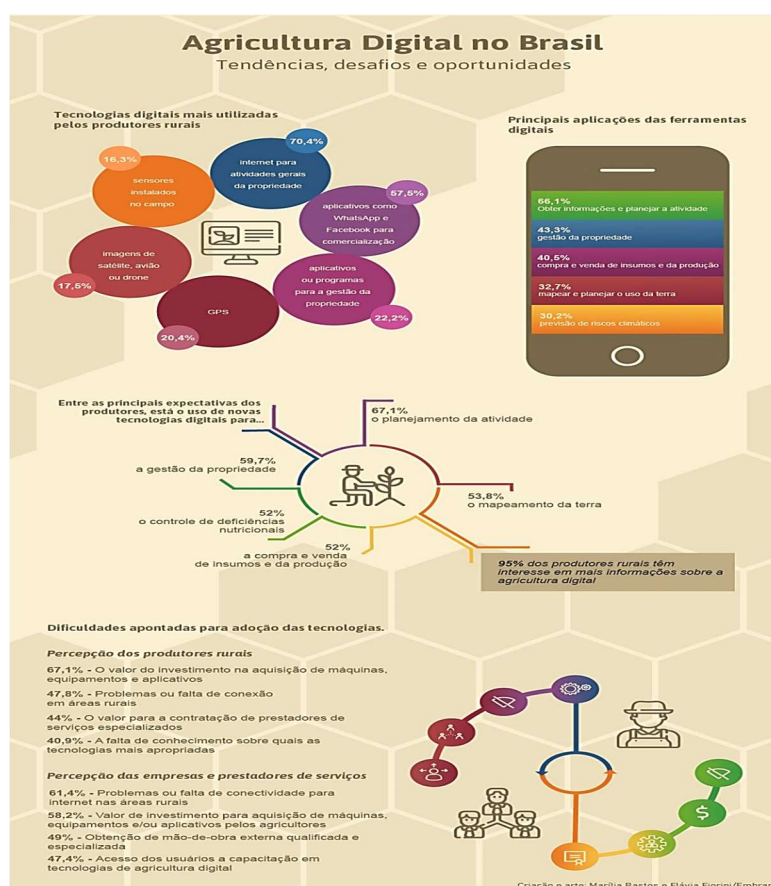 Agricultura Digital no Brasil
Tendências, desafios e oportunidades
Tecnologias digitais mais utilizadas
pelos produtores rurais
70,4%
internet para
atividades gerais
da propriedade
57,5%
aplicativos como
WhatsApp e
Facebook para
comercialização
22,2%
aplicativos
ou programas
para a gestão da
propriedade
20,4%
GPS
17,5%
imagens de
satélite, avião
ou drone
16,3%
sensores
instalados
no campo
Principais aplicações das ferramentas
digitais
66,1%
Obter informações e planejar a atividade
43,3%
gestão da propriedade
40,5%
compra e venda de insumos e da produção
32,7%
mapear e planejar o uso da terra
30,2%
previsão de riscos climáticos
Entre as principais expectativas dos
produtores, está o uso de novas
tecnologias digitais para...
67,1%
o planejamento da atividade
59,7%
a gestão da propriedade
53,8%
o mapeamento da terra
52%
o controle de deficiências
nutricionais
52%
a compra e venda
de insumos e da produção
95% dos produtores rurais têm
interesse em mais informações sobre a
agricultura digital
Dificuldades apontadas para adoção das tecnologias.
Percepção dos produtores rurais
67,1% - O valor do investimento na aquisição de máquinas,
equipamentos e aplicativos
47,8% - Problemas ou falta de conexão
em áreas rurais
44% - O valor para a contratação de prestadores de
serviços especializados
40,9% - A falta de conhecimento sobre quais as
tecnologias mais apropriadas
Percepção das empresas e prestadores de serviços
61,4% - Problemas ou falta de conectividade para
internet nas áreas rurais
58,2% - Valor de investimento para aquisição de máquinas,
equipamentos e/ou aplicativos pelos agricultores
49% - Obtenção de mão-de-obra externa qualificada e
especializada
47,4% - Acesso dos usuários a capacitação em
tecnologias de agricultura digital
$
Criação e arte: Marília Bastos e Flávia Fiorini/Embrapa